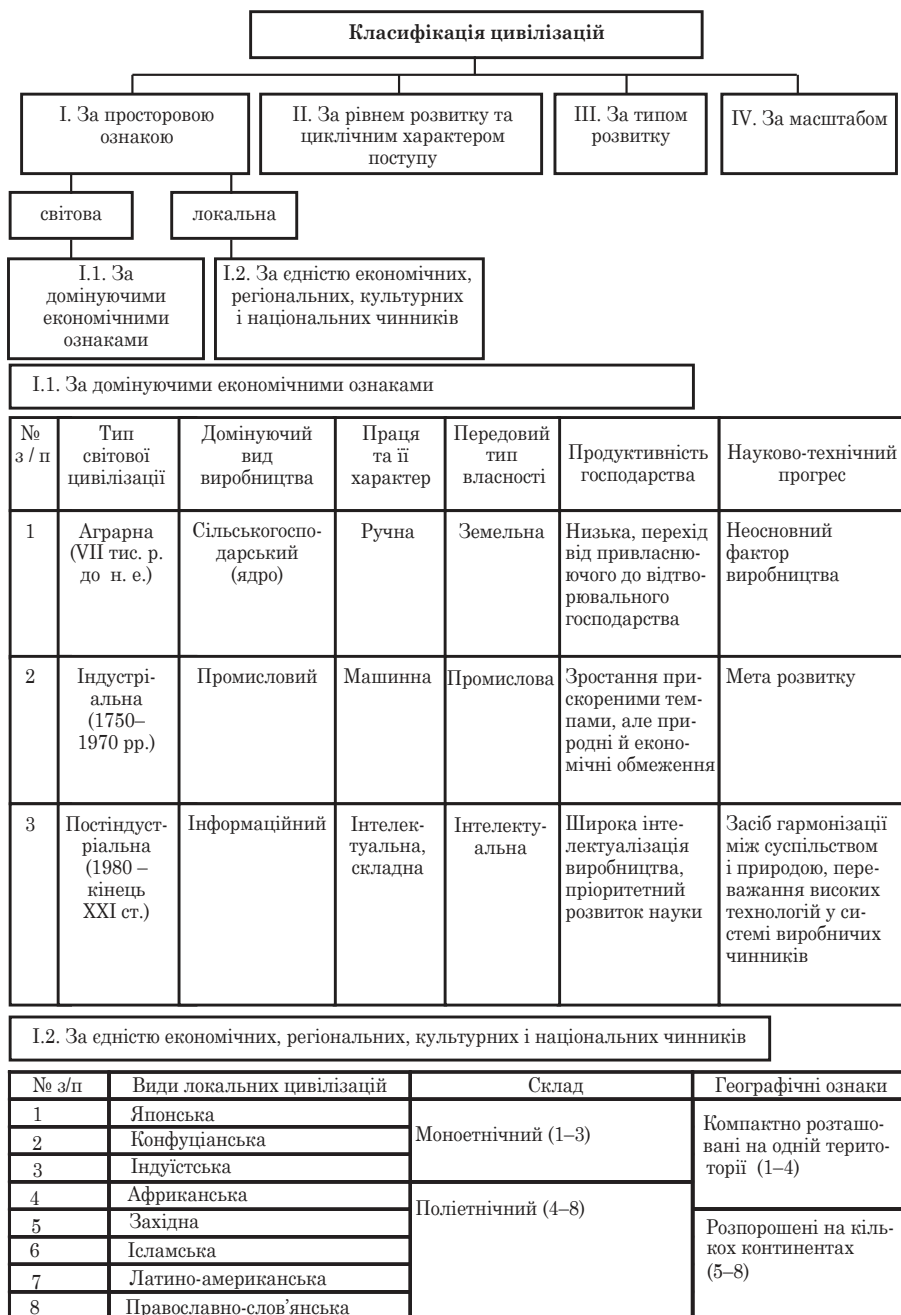 Класифікація цивілізацій
I. За просторовою
ознакою
II. За рівнем розвитку та
циклічним характером
поступу
III. За типом
розвитку
IV. За масштабом
світова
локальна
I.1. За
домінуючими
економічними
ознаками
I.2. За єдністю економічних,
регіональних, культурних
і національних чинників
I.1. За домінуючими економічними ознаками
№
з / п
Тип
світової
цивілізації
Домінуючий
вид
виробництва
Праця
та її
характер
Передовий
тип
власності
Продуктивність
господарства
Науково-технічний
прогрес
1
Аграрна
(VII тис. р.
до н. е.)
Сільськогоспо-
дарський
(ядро)
Ручна
Земельна
Низька, перехід
від привласню-
ючого до відтво-
рювального
господарства
Неосновний
фактор
виробництва
2
Індустрі-
альна
(1750–
1970 рр.)
Промисловий
Машинна
Промислова
Зростання при-
скореними тем-
пами, але при-
родні й еконо-
мічні обмеження
Мета розвитку
3
Постіндуст-
ріальна
(1980 –
кінець
XXI ст.)
Інформаційний
Інтелек-
туальна,
складна
Інтелекту-
альна
Широка інте-
лектуалізація
виробництва,
пріоритетний
розвиток науки
Засіб гармонізації
між суспільством
і природою, пере-
важання високих
технологій у си-
стемі виробничих
чинників
I.2. За єдністю економічних, регіональних, культурних і національних чинників
№ з/п
Види локальних цивілізацій
Склад
Географічні ознаки
1
Японська
2
Конфуціанська
3
Індуїстська
4
Африканська
5
Західна
6
Ісламська
7
Латино-американська
8
Православно-слов'янська
Моноетнічний (1–3)
Поліетнічний (4–8)
Компактно розташо-
вані на одній терито-
торії (1–4)
Розпорошені на кіль-
кох континентах
(5–8)